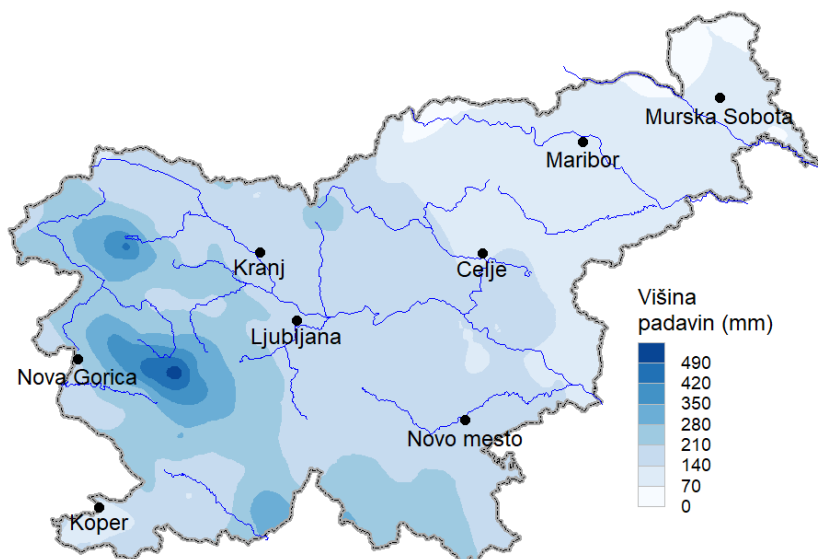 Murska Sobota
Maribor
Kranj
Celje
Ljubljana
Nova Gorica
Novo mesto
Koper
Višina
padavin (mm)
490
420
350
280
210
140
70
0